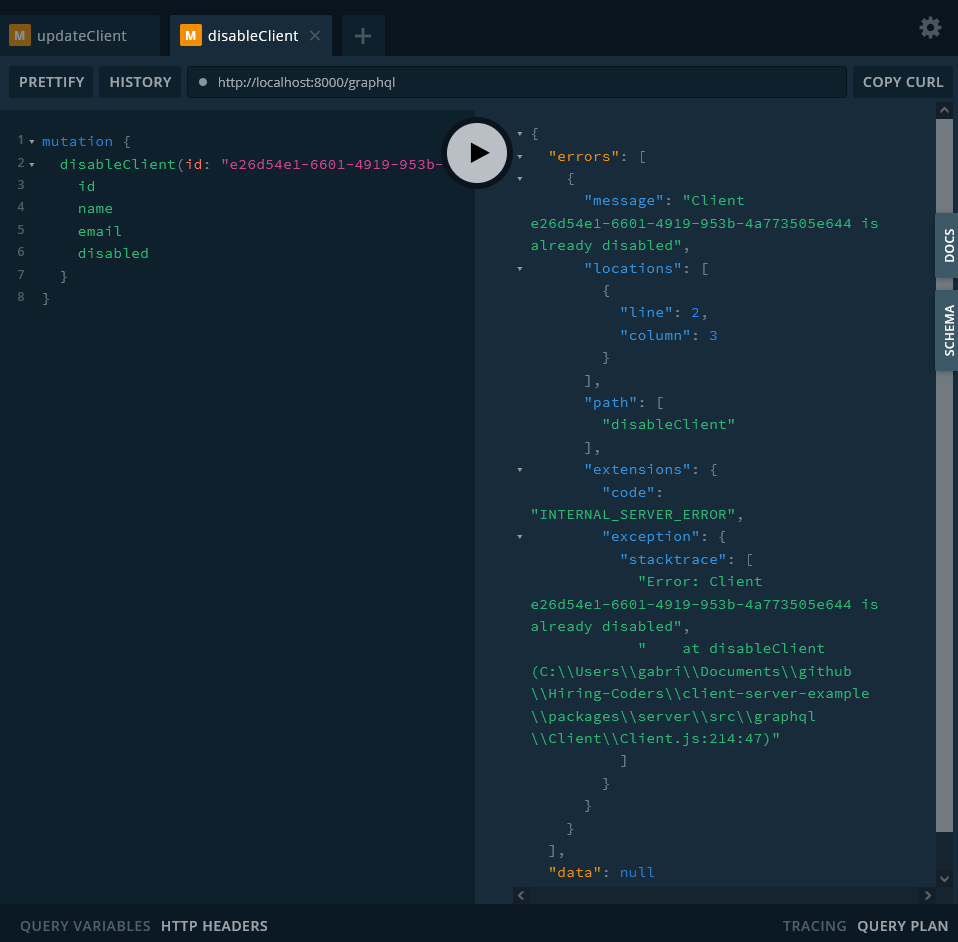 M updateClient
M disableClient
PRETTIFY
HISTORY
http://localhost:8000/graphql
COPY CURL
1 mutation {
2 disableClient(id: "e26d54e1-6601-4919-953b-
3 id
4 name
5 email
6 disabled
7 }
8 }
{
"errors": [
{
"message": "Client
e26d54e1-6601-4919-953b-4a773505e644 is
already disabled",
"locations": [
{
"line": 2,
"column": 3
}
],
"path": [
"disableClient"
],
"extensions": {
"code":
"INTERNAL_SERVER_ERROR",
"exception": {
"stacktrace": [
"Error: Client
e26d54e1-6601-4919-953b-4a773505e644 is
already disabled",
"    at disableClient
(C:\\Users\\gabri\\Documents\\github
\\Hiring-Coders\\client-server-example
\\packages\\server\\src\\graphql
\\Client\\Client.js:214:47)"
]
}
}
}
],
"data": null
DOCS
SCHEMA
QUERY VARIABLES
HTTP HEADERS
TRACING
QUERY PLAN